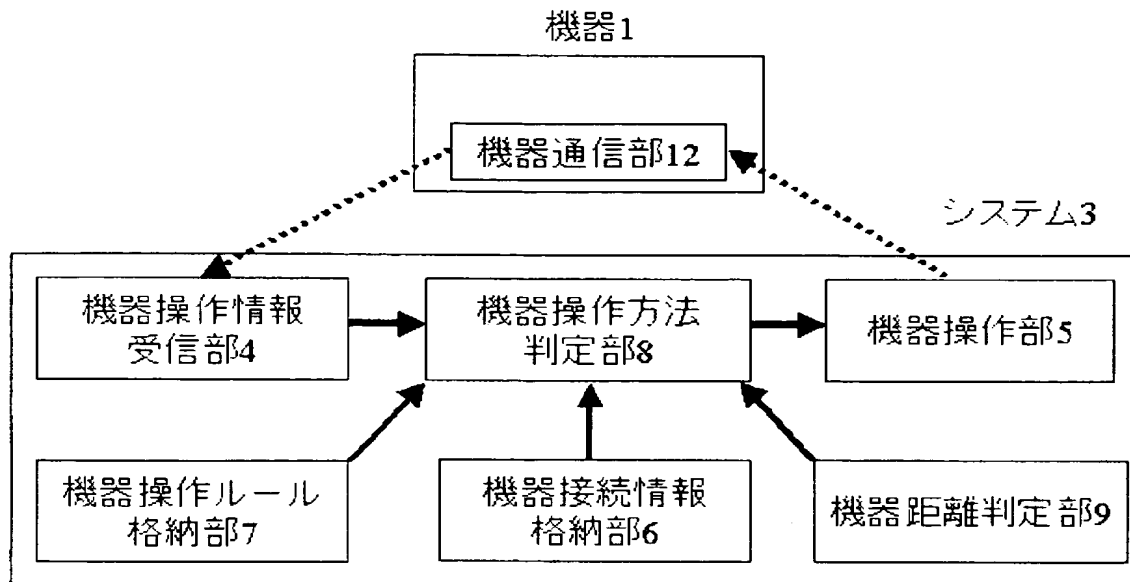 機器1
機器通信部12
システム3
機器操作情報
受信部4
機器操作方法
判定部8
機器操作部5
機器操作ルール
格納部7
機器接続情報
格納部6
機器距離判定部9